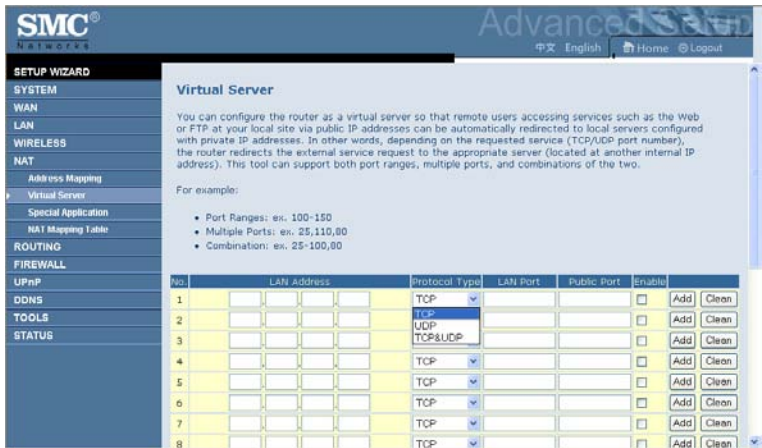 SMC®
Networks
Advanced Setup
中文 English Home Logout
SETUP WIZARD
SYSTEM
WAN
LAN
WIRELESS
NAT
Address Mapping
Virtual Server
Special Application
NAT Mapping Table
ROUTING
FIREWALL
UPnP
DDNS
TOOLS
STATUS
Virtual Server
You can configure the router as a virtual server so that remote users accessing services such as the Web
or FTP at your local site via public IP addresses can be automatically redirected to local servers configured
with private IP addresses. In other words, depending on the requested service (TCP/UDP port number),
the router redirects the external service request to the appropriate server (located at another internal IP
address). This tool can support both port ranges, multiple ports, and combinations of the two.
For example:
• Port Ranges: ex. 100-150
• Multiple Ports: ex. 25,110,80
• Combination: ex. 25-100,80
No. LAN Address Protocol Type LAN Port Public Port Enable
1 . . . TCP Add Clean
TCP
UDP
TCP&UDP
2 . . . Add Clean
3 . . . Add Clean
4 . . . TCP Add Clean
5 . . . TCP Add Clean
6 . . . TCP Add Clean
7 . . . TCP Add Clean
8 . . . TCP Add Clean